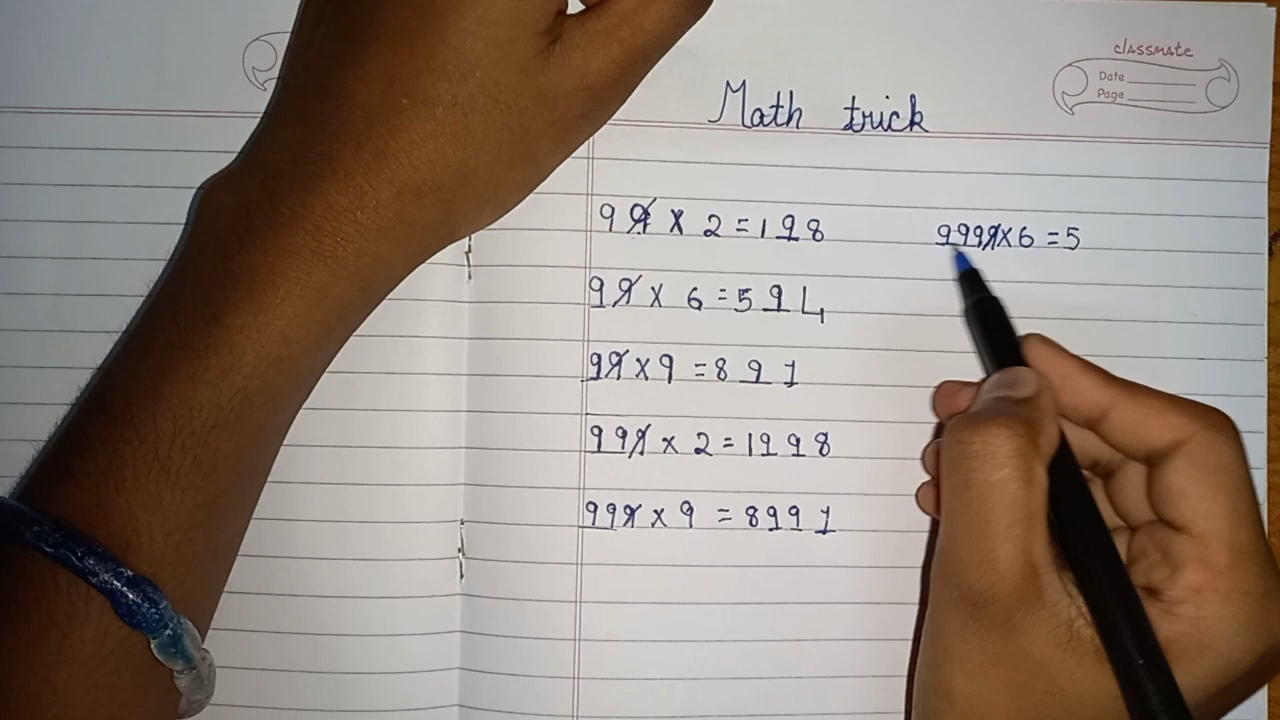 classmate
Date
Page
Math trick
99 x 2 = 198
99 x 6 = 594
99 x 9 = 891
999 x 2 = 1998
999 x 9 = 8991
9999 x 6 = 5